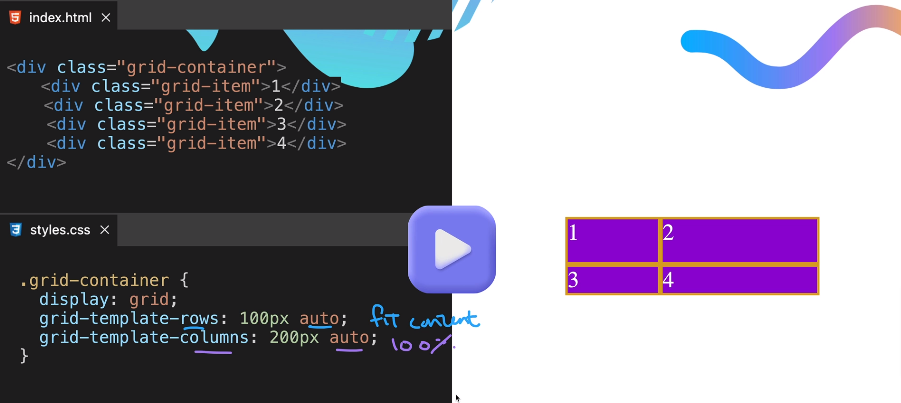 index.html ×
<div class="grid-container">
<div class="grid-item">1</div>
<div class="grid-item">2</div>
<div class="grid-item">3</div>
<div class="grid-item">4</div>
</div>
styles.css ×
.grid-container {
display: grid;
grid-template-rows: 100px auto; fit content
grid-template-columns: 200px auto; 100%
}
1 2
3 4